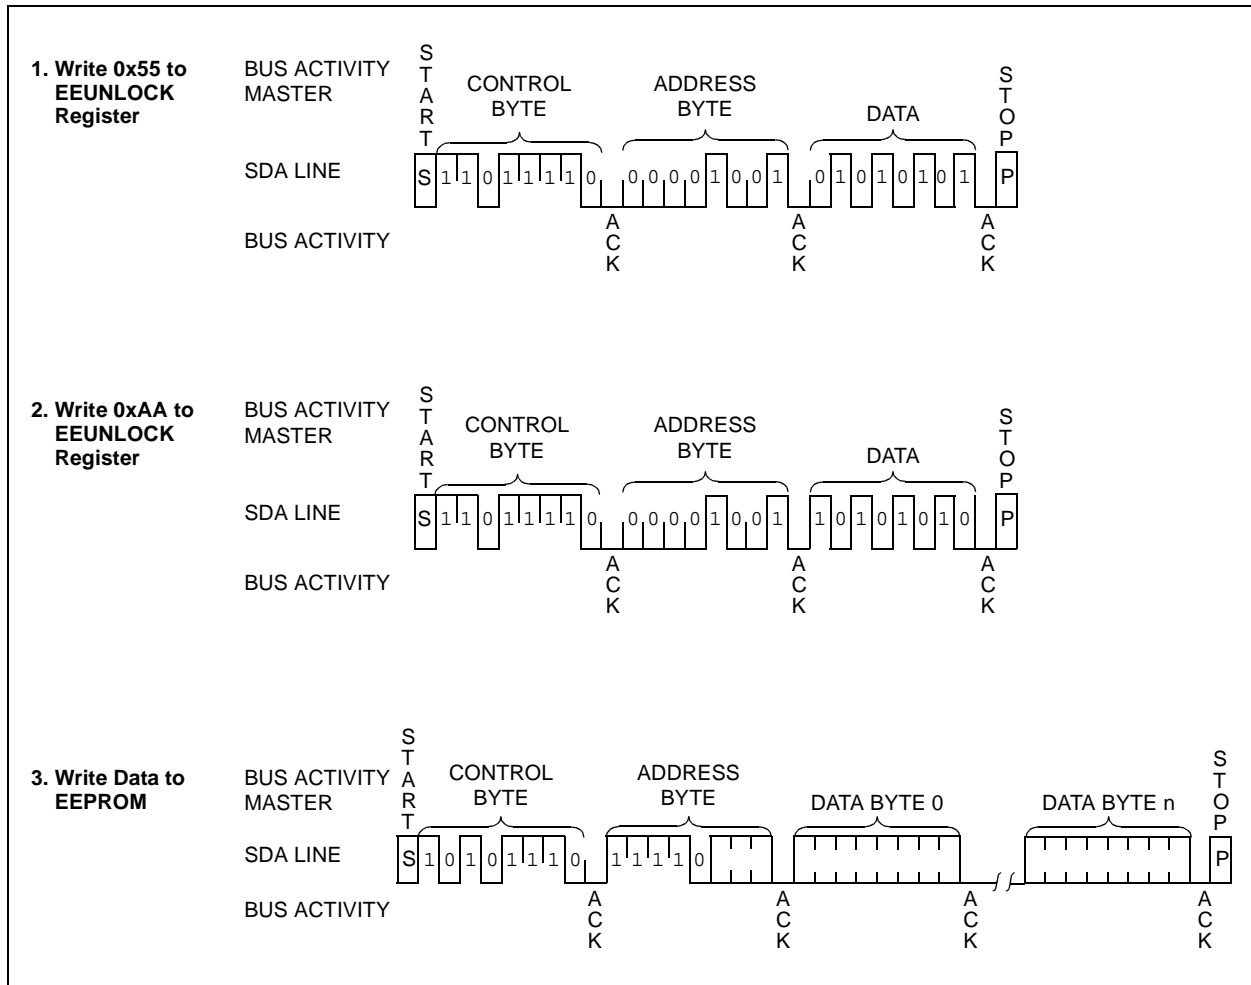 1. Write 0x55 to
EEUNLOCK
Register
BUS ACTIVITY
MASTER
START
CONTROL
BYTE
ADDRESS
BYTE
DATA
STOP
SDA LINE
S 1 1 0 1 1 1 1 0 0 0 0 0 1 0 0 1 0 1 0 1 0 1 0 1 P
BUS ACTIVITY
ACK
ACK
ACK
2. Write 0xAA to
EEUNLOCK
Register
BUS ACTIVITY
MASTER
START
CONTROL
BYTE
ADDRESS
BYTE
DATA
STOP
SDA LINE
S 1 1 0 1 1 1 1 0 0 0 0 0 1 0 0 1 1 0 1 0 1 0 1 0 P
BUS ACTIVITY
ACK
ACK
ACK
3. Write Data to
EEPROM
BUS ACTIVITY
MASTER
START
CONTROL
BYTE
ADDRESS
BYTE
DATA BYTE 0
DATA BYTE n
STOP
SDA LINE
S 1 0 1 0 1 1 1 0 1 1 1 1 0 P
BUS ACTIVITY
ACK
ACK
ACK
ACK